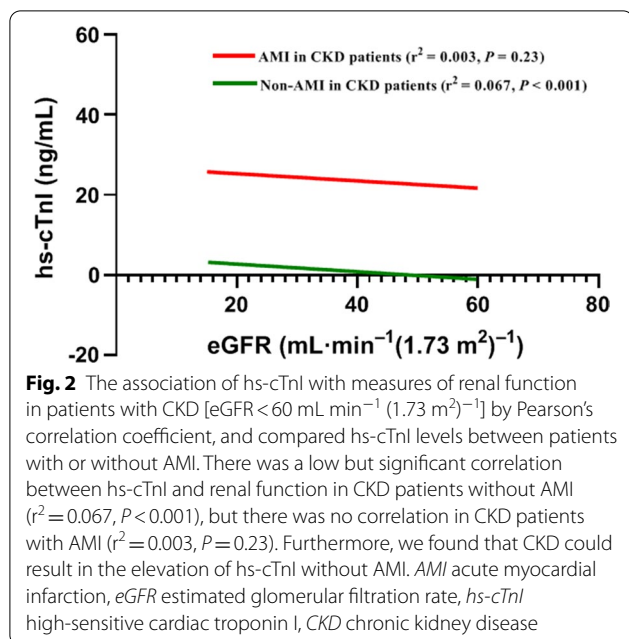 60
AMI in CKD patients (r² = 0.003, P = 0.23)
Non-AMI in CKD patients (r² = 0.067, P < 0.001)
40
20
0
-20
hs-cTnI (ng/mL)
20
40
60
80
eGFR (mL·min⁻¹(1.73 m²)⁻¹)
Fig. 2 The association of hs-cTnI with measures of renal function
in patients with CKD [eGFR < 60 mL min⁻¹ (1.73 m²)⁻¹] by Pearson's
correlation coefficient, and compared hs-cTnI levels between patients
with or without AMI. There was a low but significant correlation
between hs-cTnI and renal function in CKD patients without AMI
(r² = 0.067, P < 0.001), but there was no correlation in CKD patients
with AMI (r² = 0.003, P = 0.23). Furthermore, we found that CKD could
result in the elevation of hs-cTnI without AMI. AMI acute myocardial
infarction, eGFR estimated glomerular filtration rate, hs-cTnI
high-sensitive cardiac troponin I, CKD chronic kidney disease